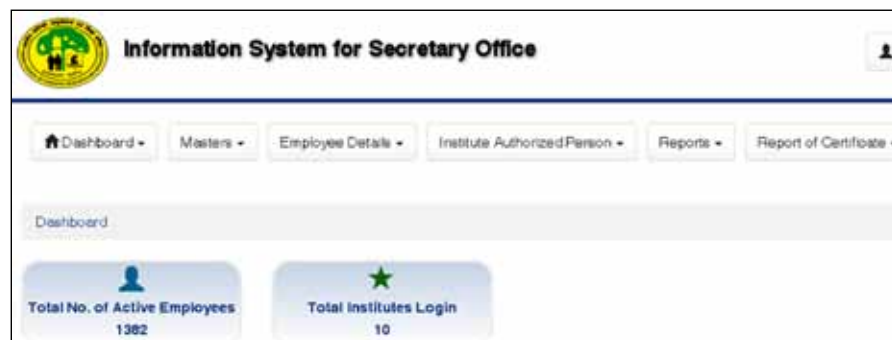 Information System for Secretary Office
Dashboard Masters Employee Details Institute Authorized Person Reports Report of Certificate
Dashboard
Total No. of Active Employees
1382
Total Institutes Login
10